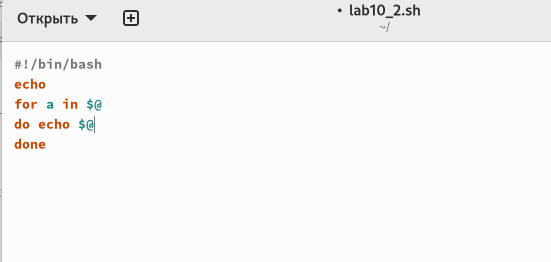 Открыть
• lab10_2.sh
~/
#!/bin/bash
echo
for a in $@
do echo $@
done